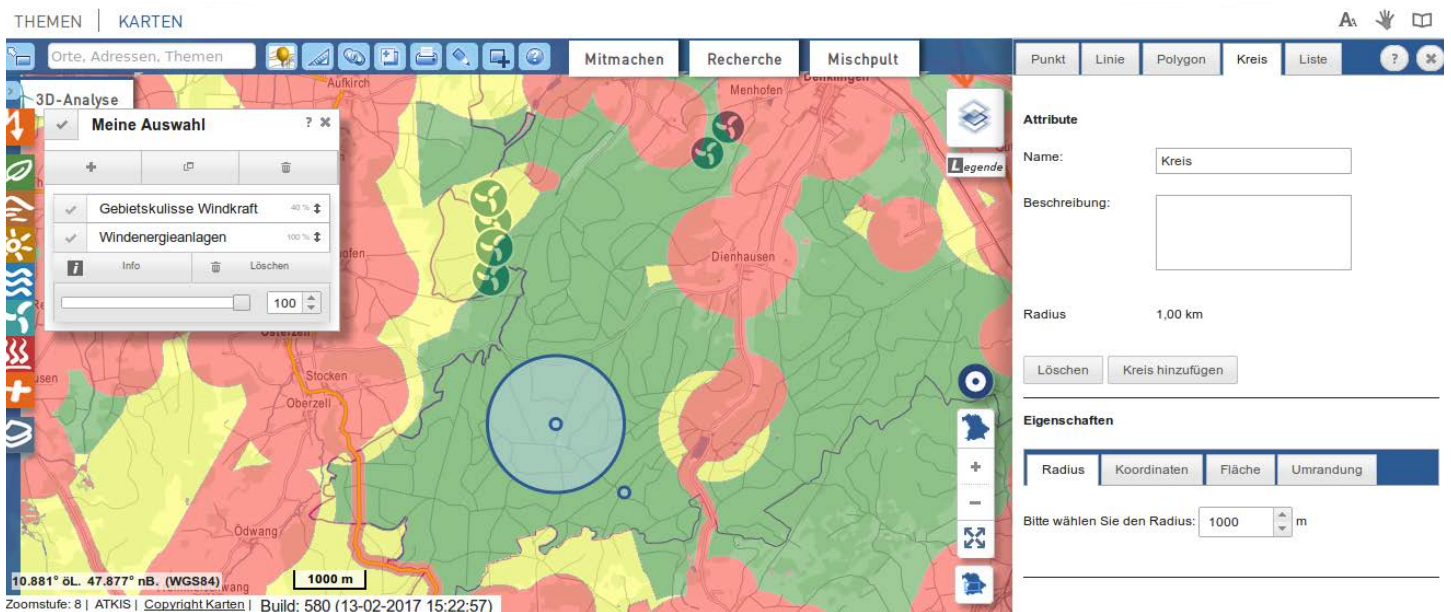 THEMEN | KARTEN
AA
Orte, Adressen, Themen
Mitmachen
Recherche
Mischpult
3D-Analyse
Meine Auswahl
? ×
Gebietskulisse Windkraft 40 %
Windenergieanlagen 100 %
i Info Löschen
100
Aufkirch
Denklingen
Menhofen
Legende
Dienhausen
Osterzell
Stocken
Oberzell
Ödwang
10.881° öL. 47.877° nB. (WGS84)
1000 m
Zoomstufe: 8 | ATKIS | Copyright Karten | Build: 580 (13-02-2017 15:22:57)
+
−
Punkt Linie Polygon Kreis Liste ? ×
Attribute
Name: Kreis
Beschreibung:
Radius 1,00 km
Löschen Kreis hinzufügen
Eigenschaften
Radius Koordinaten Fläche Umrandung
Bitte wählen Sie den Radius: 1000 m